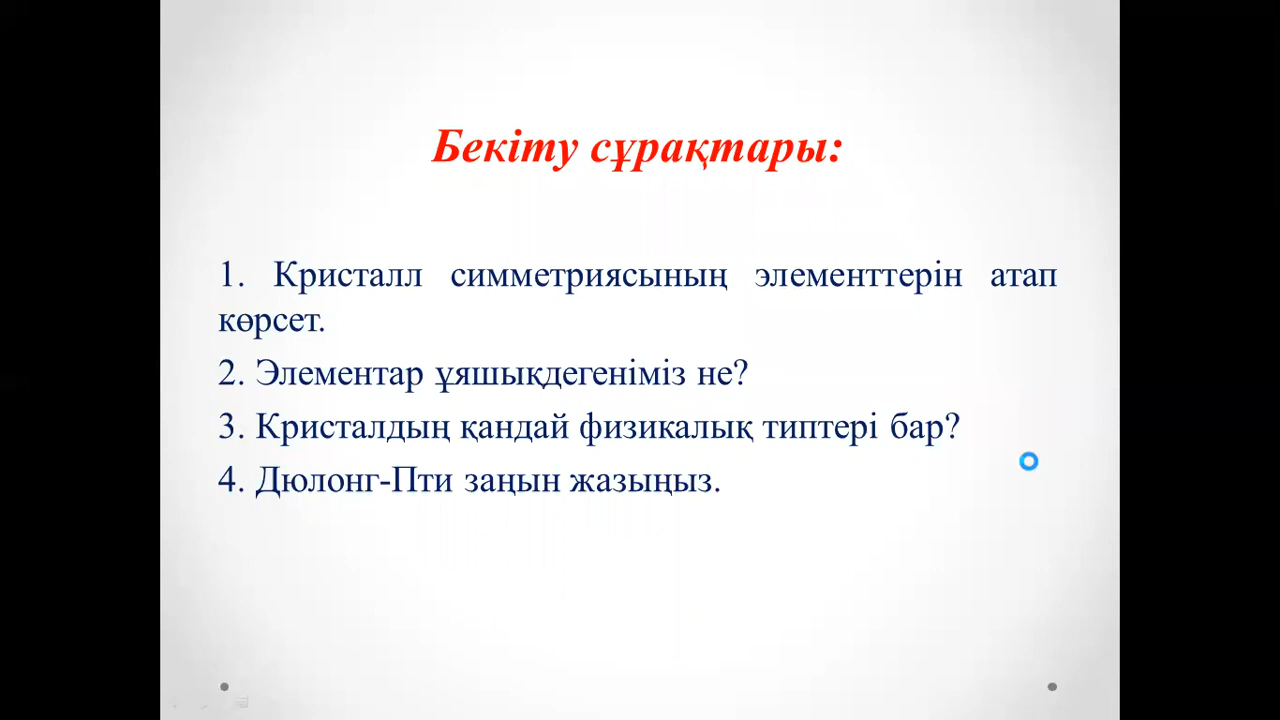 Бекіту сұрақтары:
1. Кристалл симметриясының элементтерін атап
көрсет.
2. Элементар ұяшықдегеніміз не?
3. Кристалдың қандай физикалық типтері бар?
4. Дюлонг-Пти заңын жазыңыз.